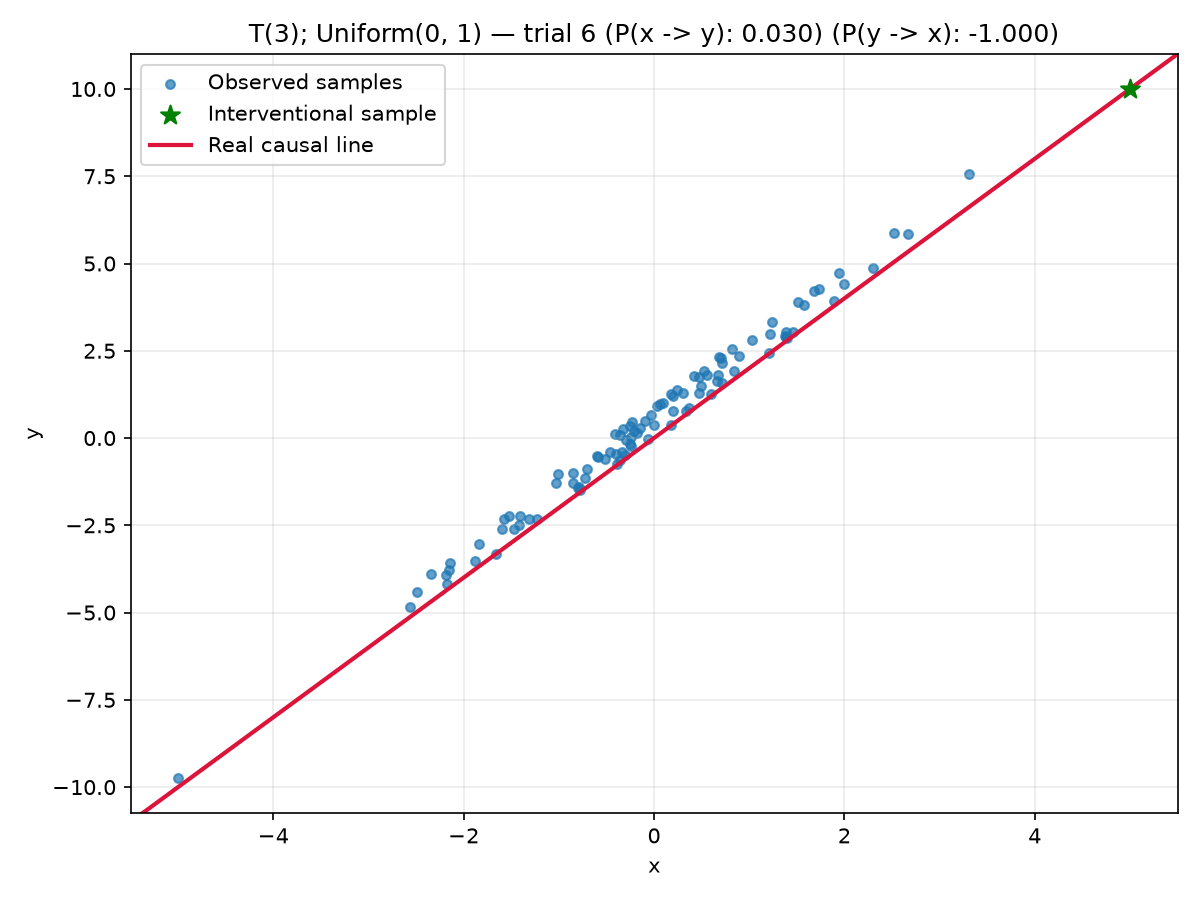 T(3); Uniform(0, 1) — trial 6 (P(x -> y): 0.030) (P(y -> x): -1.000)
Observed samples
Interventional sample
Real causal line
10.0
7.5
5.0
2.5
0.0
−2.5
−5.0
−7.5
−10.0
y
−4
−2
0
2
4
x